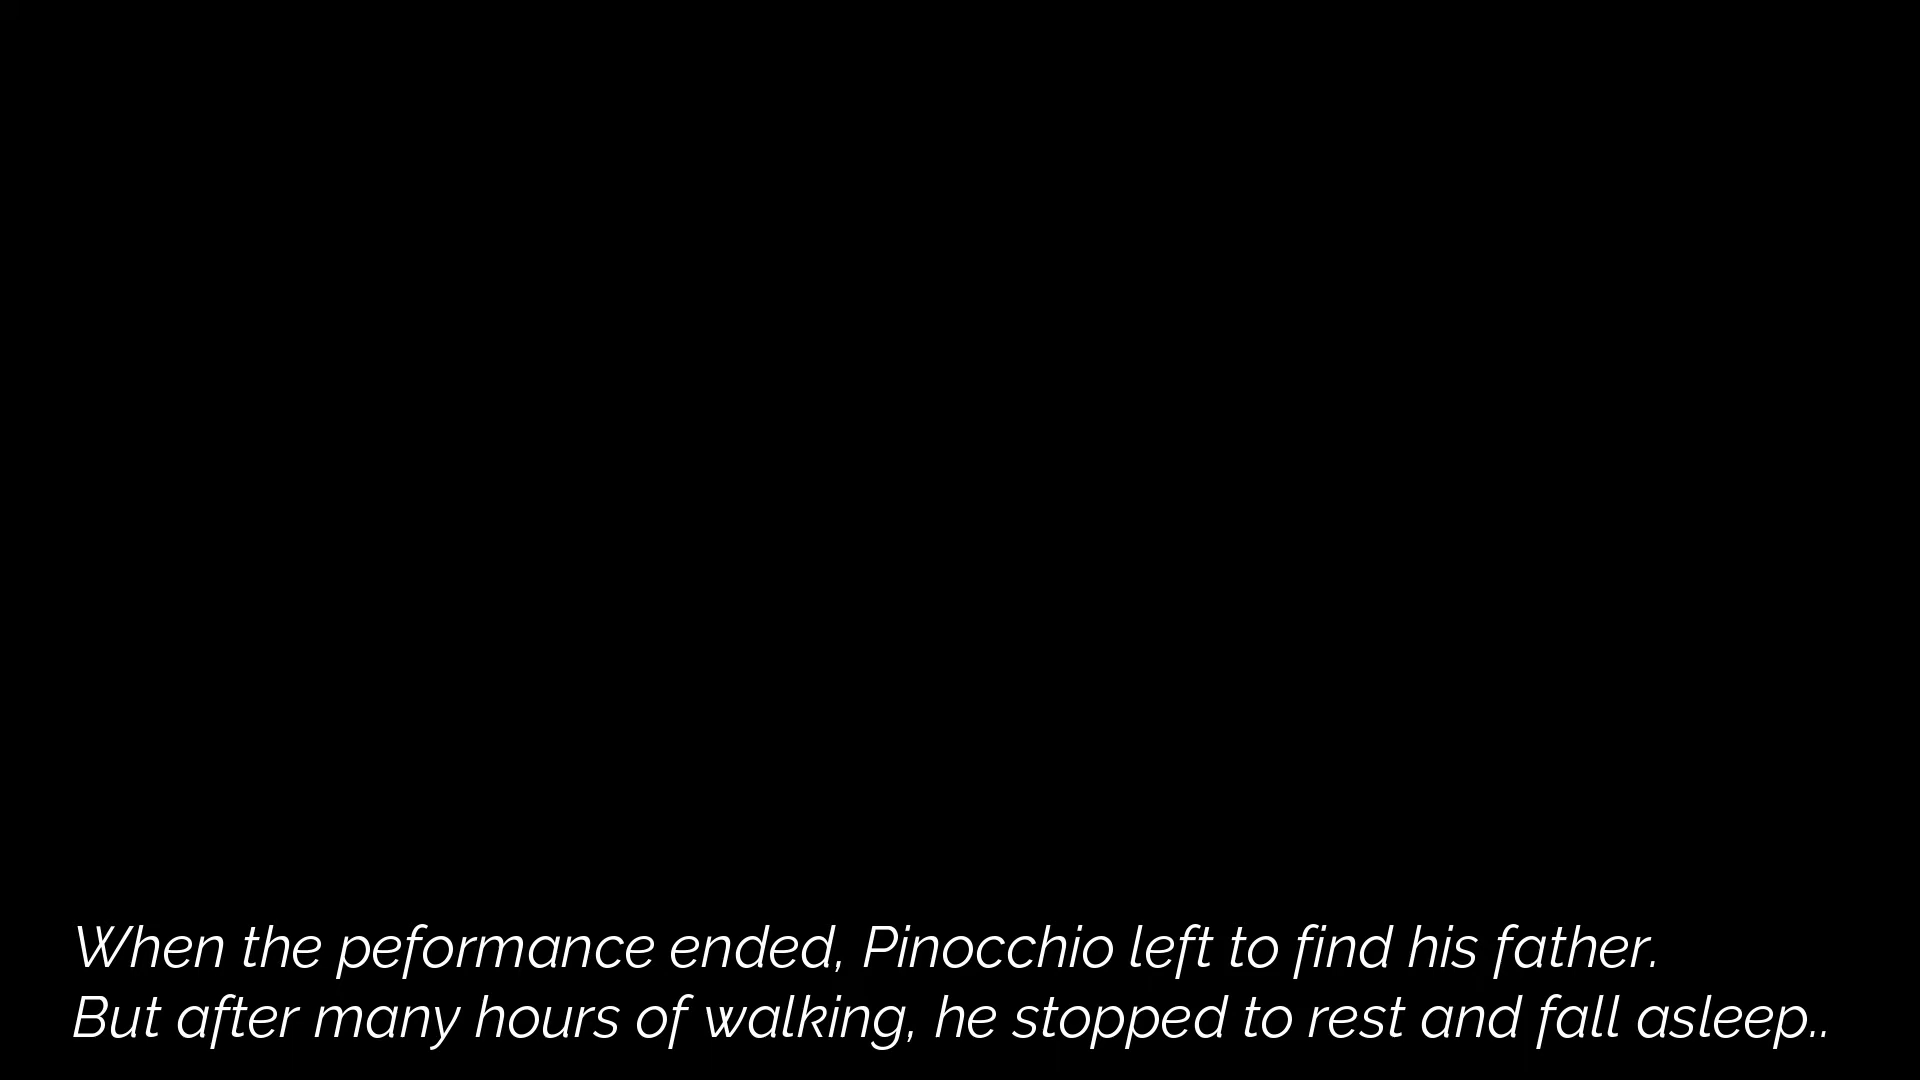 When the peformance ended, Pinocchio left to find his father.
But after many hours of walking, he stopped to rest and fall asleep..